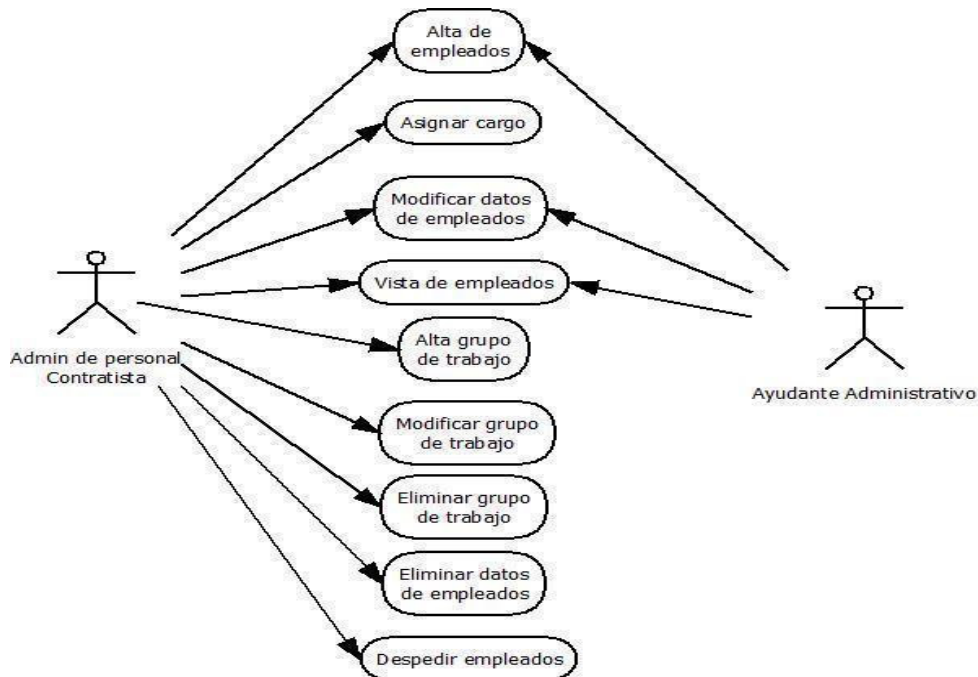 Alta de
empleados
Asignar cargo
Modificar datos
de empleados
Vista de empleados
Alta grupo
de trabajo
Admin de personal
Contratista
Ayudante Administrativo
Modificar grupo
de trabajo
Eliminar grupo
de trabajo
Eliminar datos
de empleados
Despedir empleados